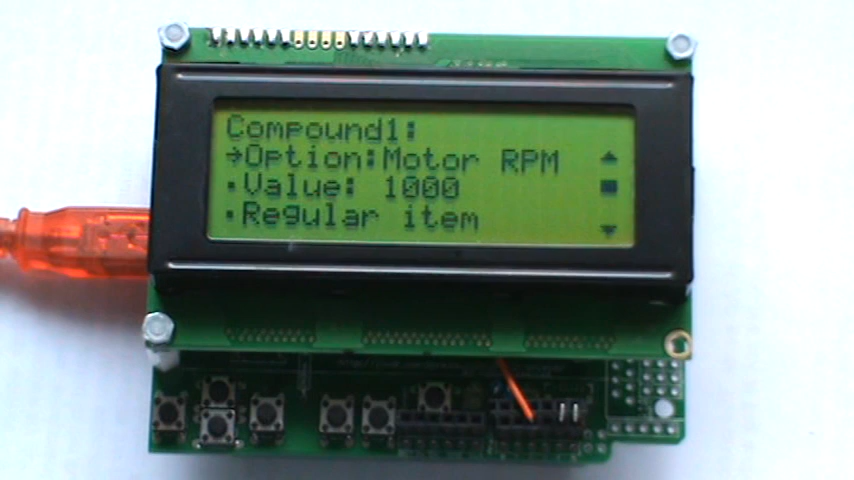 Compound1:
→Option:Motor RPM
▪Value: 1000
▪Regular item